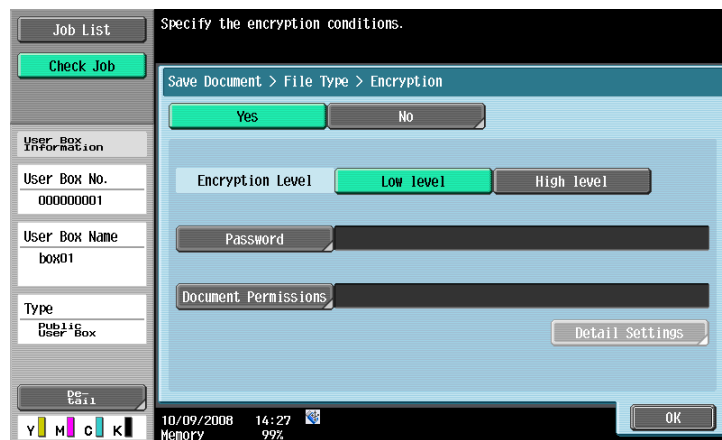 Job List
Check Job
User Box
Information
User Box No.
000000001
User Box Name
box01
Type
Public
User Box
De-
tail
Y M C K
Specify the encryption conditions.
Save Document > File Type > Encryption
Yes No
Encryption Level Low level High level
Password
Document Permissions
Detail Settings
OK
10/09/2008 14:27
Memory 99%